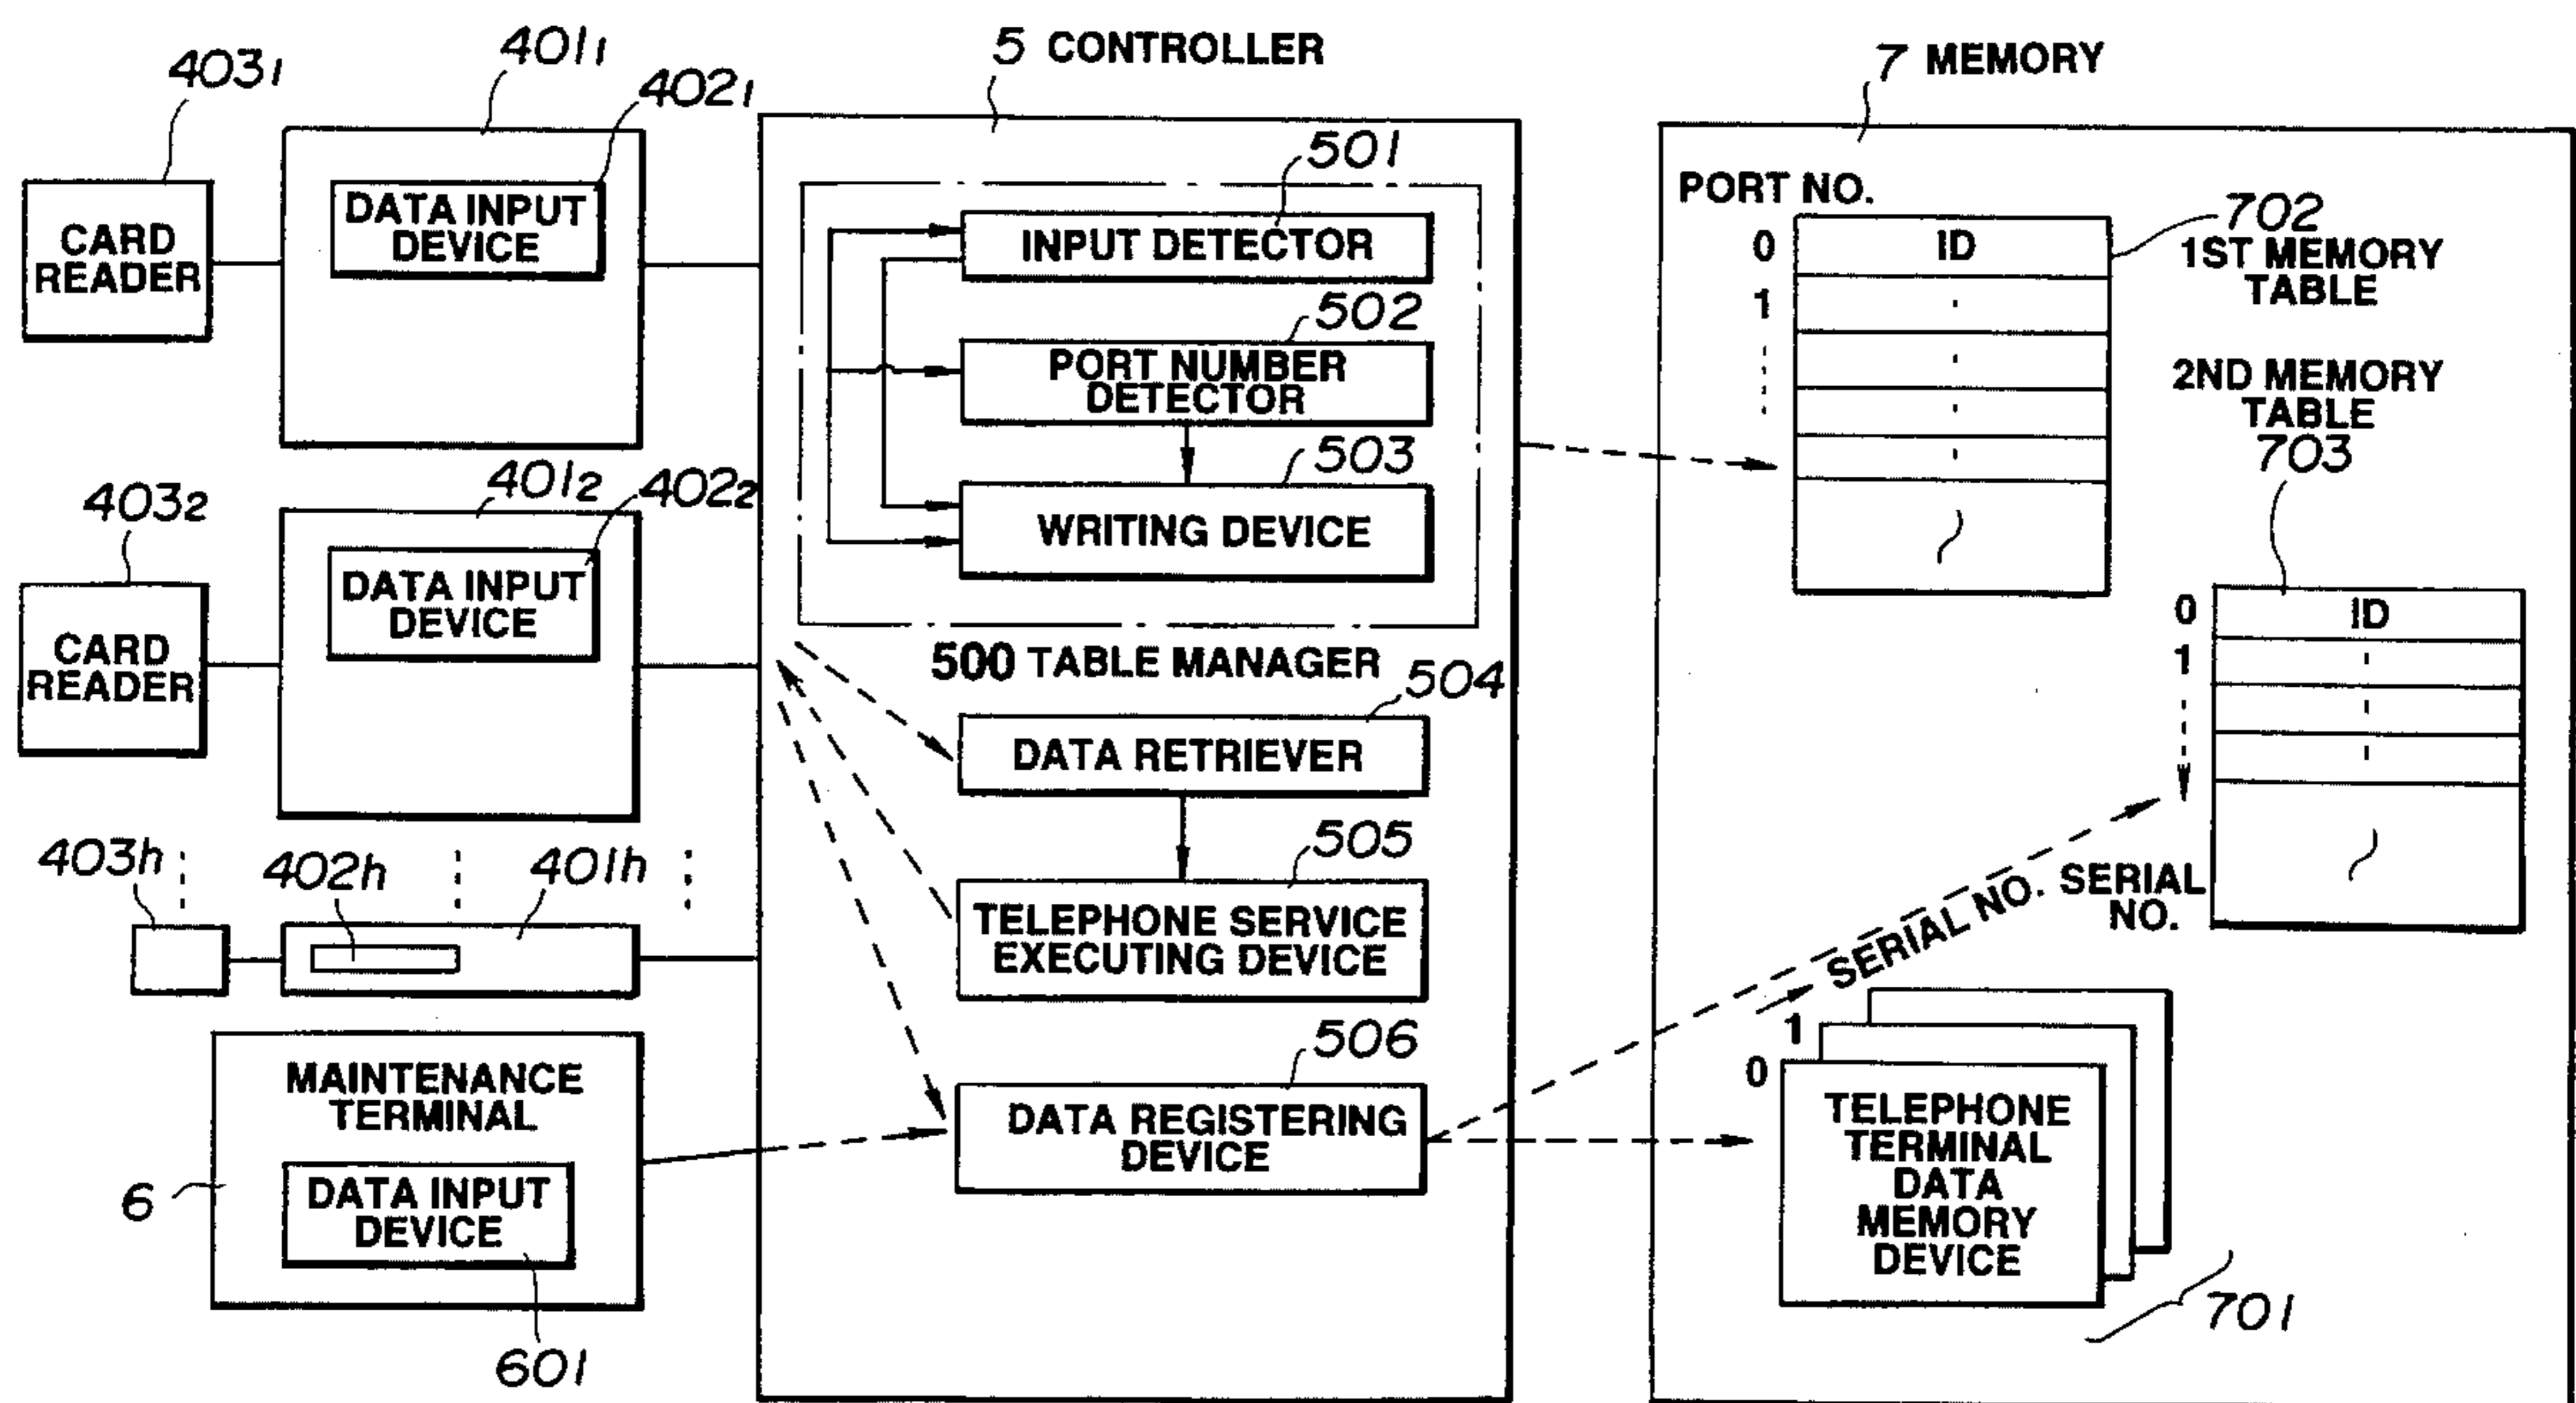 403₁
401₁
402₁
CARD
READER
DATA INPUT
DEVICE
403₂
401₂
402₂
CARD
READER
DATA INPUT
DEVICE
403h
402h
401h
MAINTENANCE
TERMINAL
6
DATA INPUT
DEVICE
601
5 CONTROLLER
501
INPUT DETECTOR
502
PORT NUMBER
DETECTOR
503
WRITING DEVICE
500 TABLE MANAGER
504
DATA RETRIEVER
505
TELEPHONE SERVICE
EXECUTING DEVICE
506
DATA REGISTERING
DEVICE
7 MEMORY
PORT NO.
0
ID
1
702
1ST MEMORY
TABLE
2ND MEMORY
TABLE
703
0
ID
1
SERIAL
NO.
SERIAL NO.
1
0
TELEPHONE
TERMINAL
DATA
MEMORY
DEVICE
701